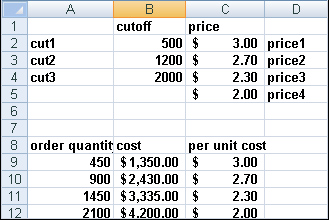 A B C D
1 cutoff price
2 cut1 500 $ 3.00 price1
3 cut2 1200 $ 2.70 price2
4 cut3 2000 $ 2.30 price3
5 $ 2.00 price4
6
7
8 order quantit cost per unit cost
9 450 $1,350.00 $ 3.00
10 900 $2,430.00 $ 2.70
11 1450 $3,335.00 $ 2.30
12 2100 $4,200.00 $ 2.00